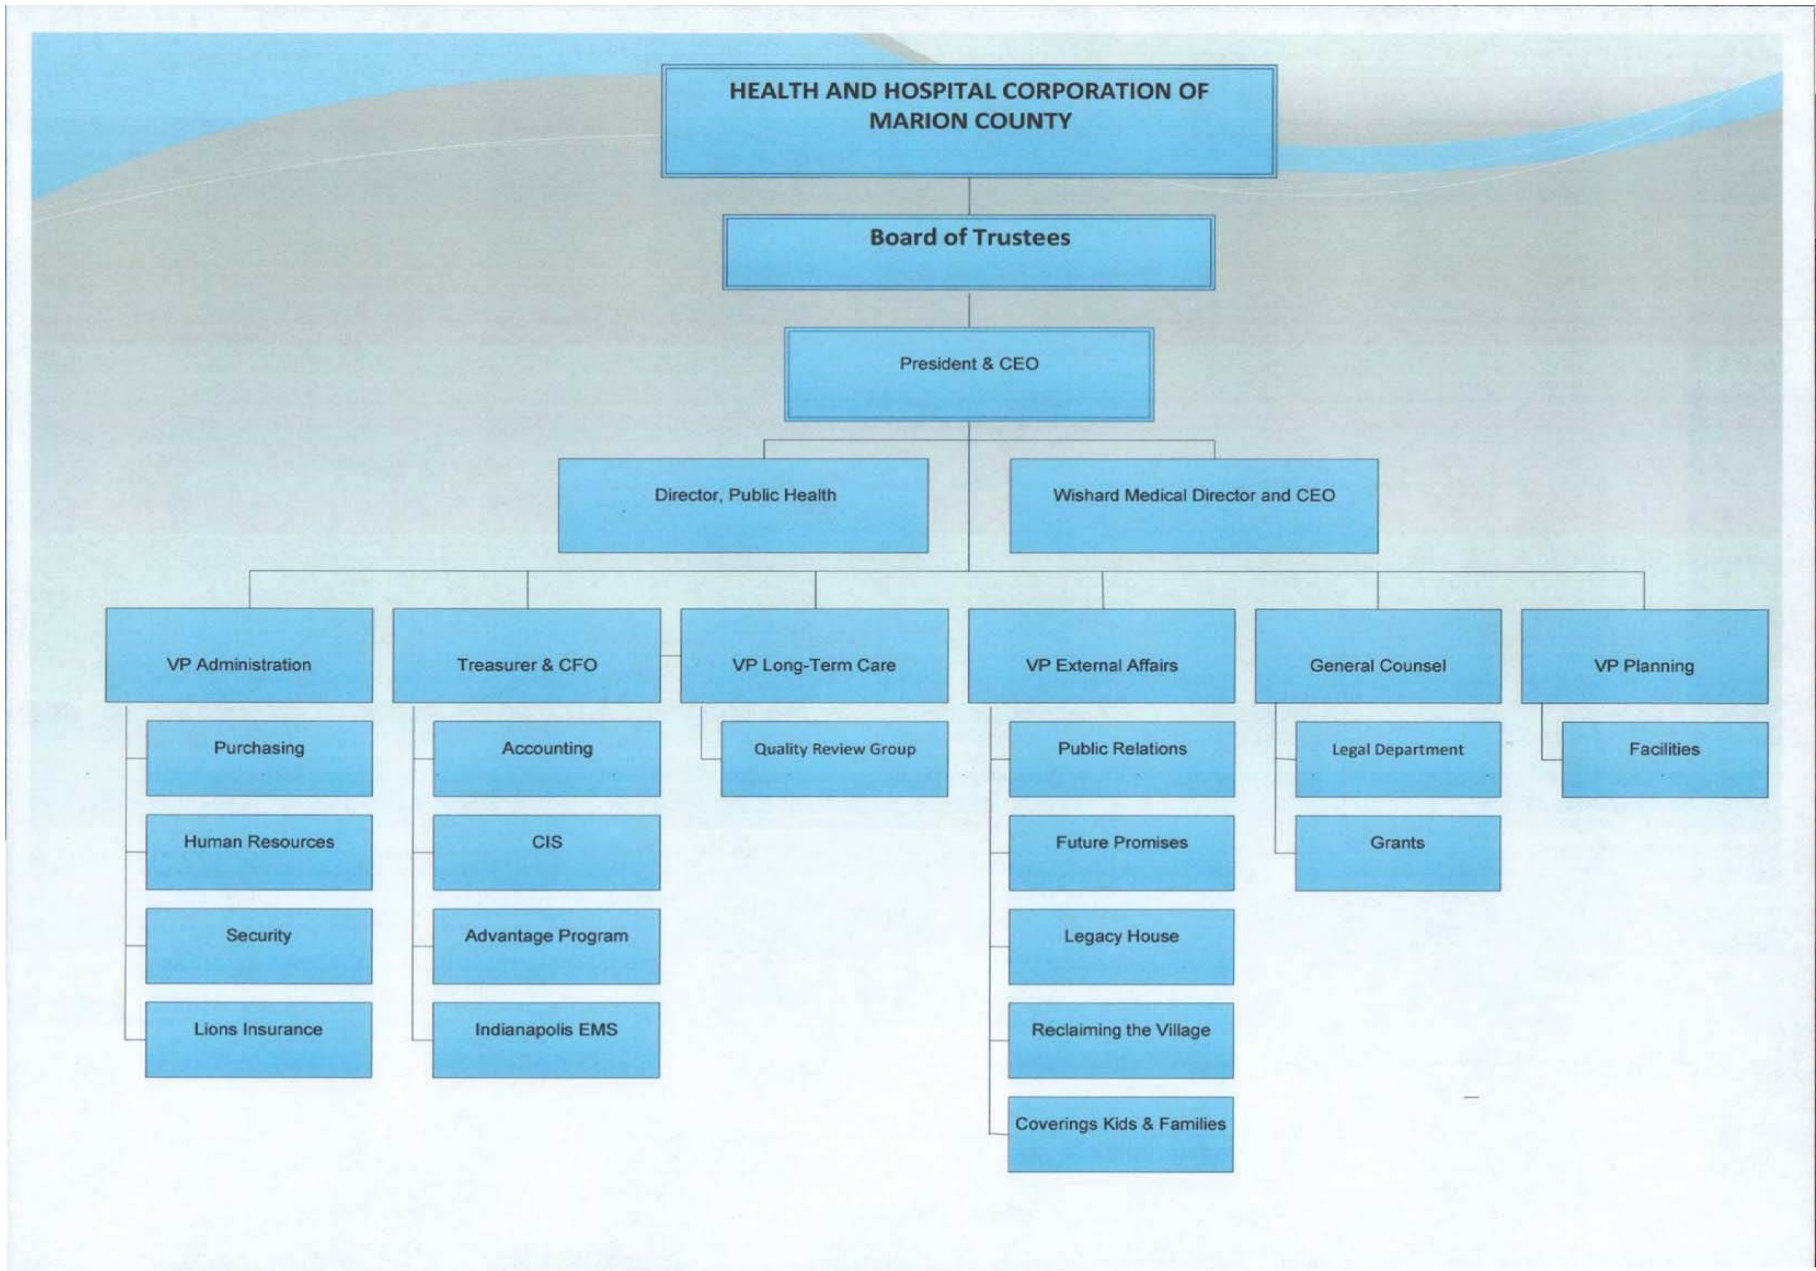 HEALTH AND HOSPITAL CORPORATION OF
MARION COUNTY
Board of Trustees
President & CEO
Director, Public Health
Wishard Medical Director and CEO
VP Administration
Treasurer & CFO
VP Long-Term Care
VP External Affairs
General Counsel
VP Planning
Purchasing
Accounting
Quality Review Group
Public Relations
Legal Department
Facilities
Human Resources
CIS
Future Promises
Grants
Security
Advantage Program
Legacy House
Lions Insurance
Indianapolis EMS
Reclaiming the Village
Coverings Kids & Families